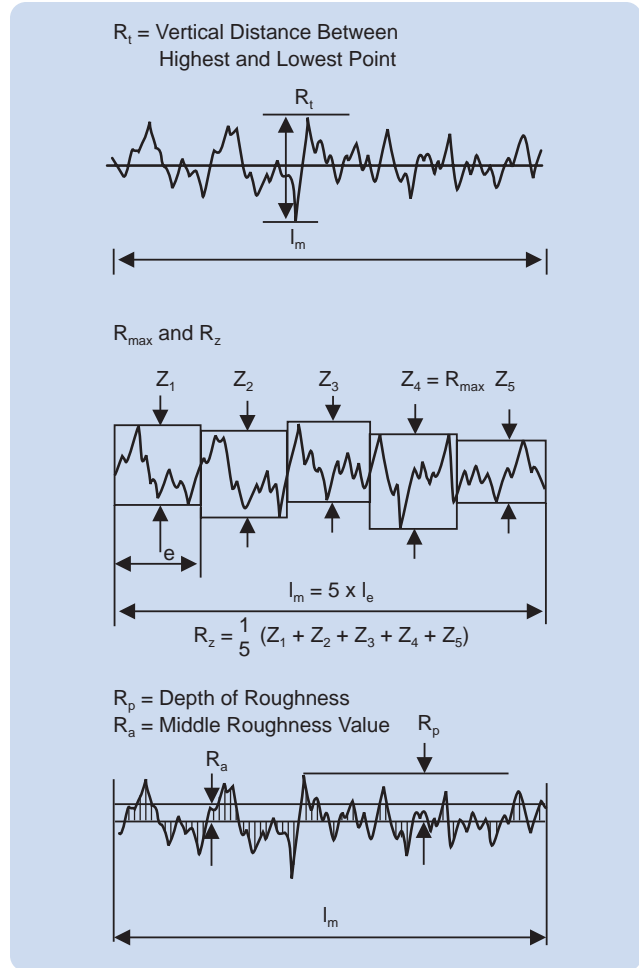 Rt = Vertical Distance Between
Highest and Lowest Point
Rt
lm
Rmax and Rz
Z1 Z2 Z3 Z4 = Rmax Z5
e
lm = 5 x le
Rz = 1/5 (Z1 + Z2 + Z3 + Z4 + Z5)
Rp = Depth of Roughness
Ra = Middle Roughness Value
Rp
Ra
lm